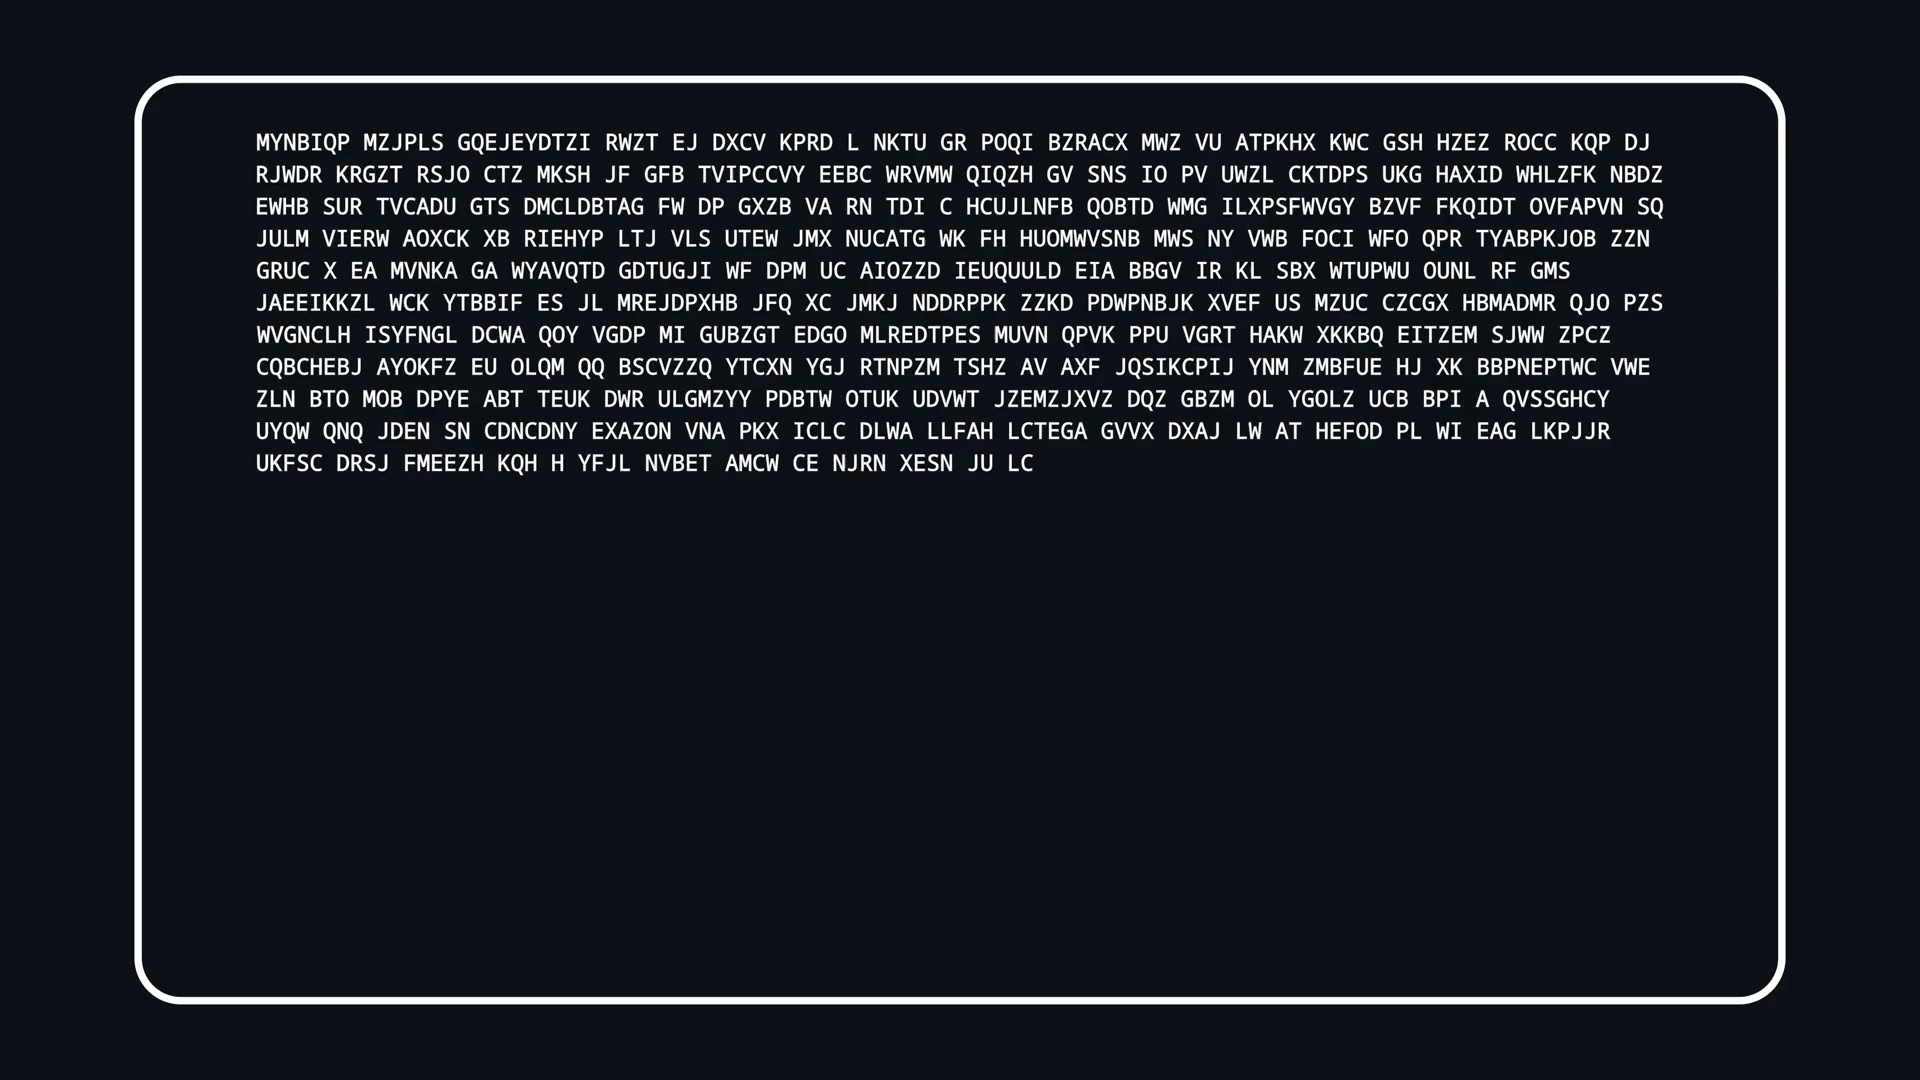 MYNBIQP MZJPLS GQEJEYDTZI RWZT EJ DXCV KPRD L NKTU GR POQI BZRACX MWZ VU ATPKHX KWC GSH HZEZ ROCC KQP DJ
RJWDR KRGZT RSJO CTZ MKSH JF GFB TVIPCCVY EEBC WRVMW QIQZH GV SNS IO PV UWZL CKTDPS UKG HAXID WHLZFK NBDZ
EWHB SUR TVCADU GTS DMCLDBTAG FW DP GXZB VA RN TDI C HCUJLNFB QOBTD WMG ILXPSFWVGY BZVF FKQIDT OVFAPVN SQ
JULM VIERW AOXCK XB RIEHYP LTJ VLS UTEW JMX NUCATG WK FH HUOMWVSNB MWS NY VWB FOCI WFO QPR TYABPKJOB ZZN
GRUC X EA MVNKA GA WYAVQTD GDTUGJI WF DPM UC AIOZZD IEUQUULD EIA BBGV IR KL SBX WTUPWU OUNL RF GMS
JAEEIKKZL WCK YTBBIF ES JL MREJDPXHB JFQ XC JMKJ NDDRPPK ZZKD PDWPNBJK XVEF US MZUC CZCGX HBMADMR QJO PZS
WVGNCLH ISYFNGL DCWA QOY VGDP MI GUBZGT EDGO MLREDTPES MUVN QPVK PPU VGRT HAKW XKKBQ EITZEM SJWW ZPCZ
CQBCHEBJ AYOKFZ EU OLQM QQ BSCVZZQ YTCXN YGJ RTNPZM TSHZ AV AXF JQSIKCPIJ YNM ZMBFUE HJ XK BBPNEPTWC VWE
ZLN BTO MOB DPYE ABT TEUK DWR ULGMZYY PDBTW OTUK UDVWT JZEMZJXVZ DQZ GBZM OL YGOLZ UCB BPI A QVSSGHCY
UYQW QNQ JDEN SN CDNCDNY EXAZON VNA PKX ICLC DLWA LLFAH LCTEGA GVVX DXAJ LW AT HEFOD PL WI EAG LKPJJR
UKFSC DRSJ FMEEZH KQH H YFJL NVBET AMCW CE NJRN XESN JU LC